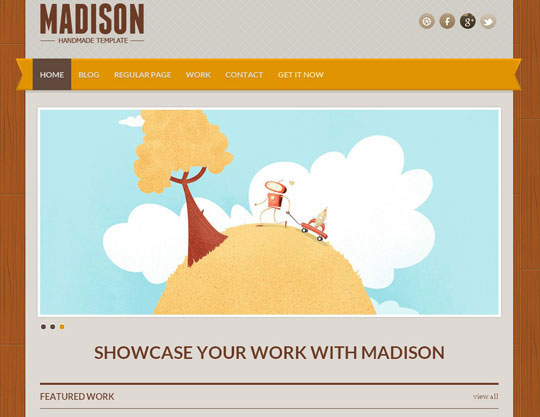 MADISON
HANDMADE TEMPLATE
HOME BLOG REGULAR PAGE WORK CONTACT GET IT NOW
SHOWCASE YOUR WORK WITH MADISON
FEATURED WORK view all